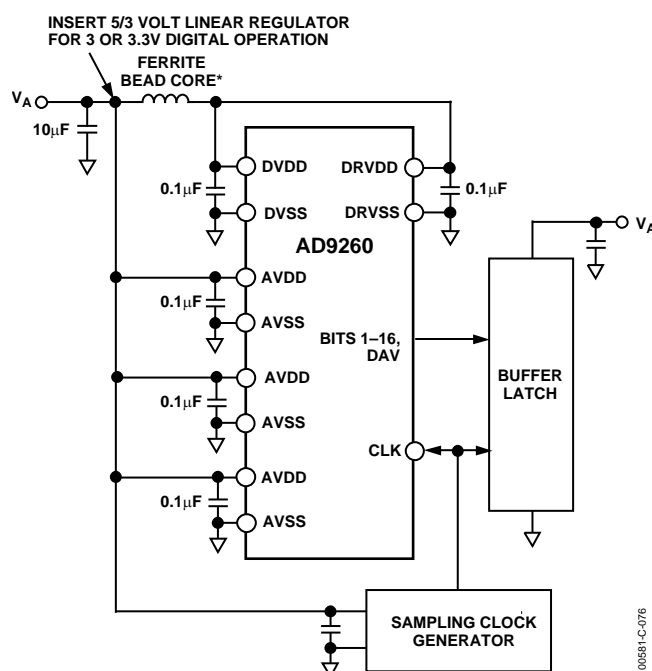 INSERT 5/3 VOLT LINEAR REGULATOR
FOR 3 OR 3.3V DIGITAL OPERATION
FERRITE
BEAD CORE*
VA
10μF
DVDD
DRVDD
0.1μF
0.1μF
DVSS
DRVSS
AD9260
VA
AVDD
0.1μF
AVSS
BITS 1–16,
DAV
BUFFER
LATCH
AVDD
0.1μF
AVSS
CLK
AVDD
0.1μF
AVSS
SAMPLING CLOCK
GENERATOR
00581-C-076